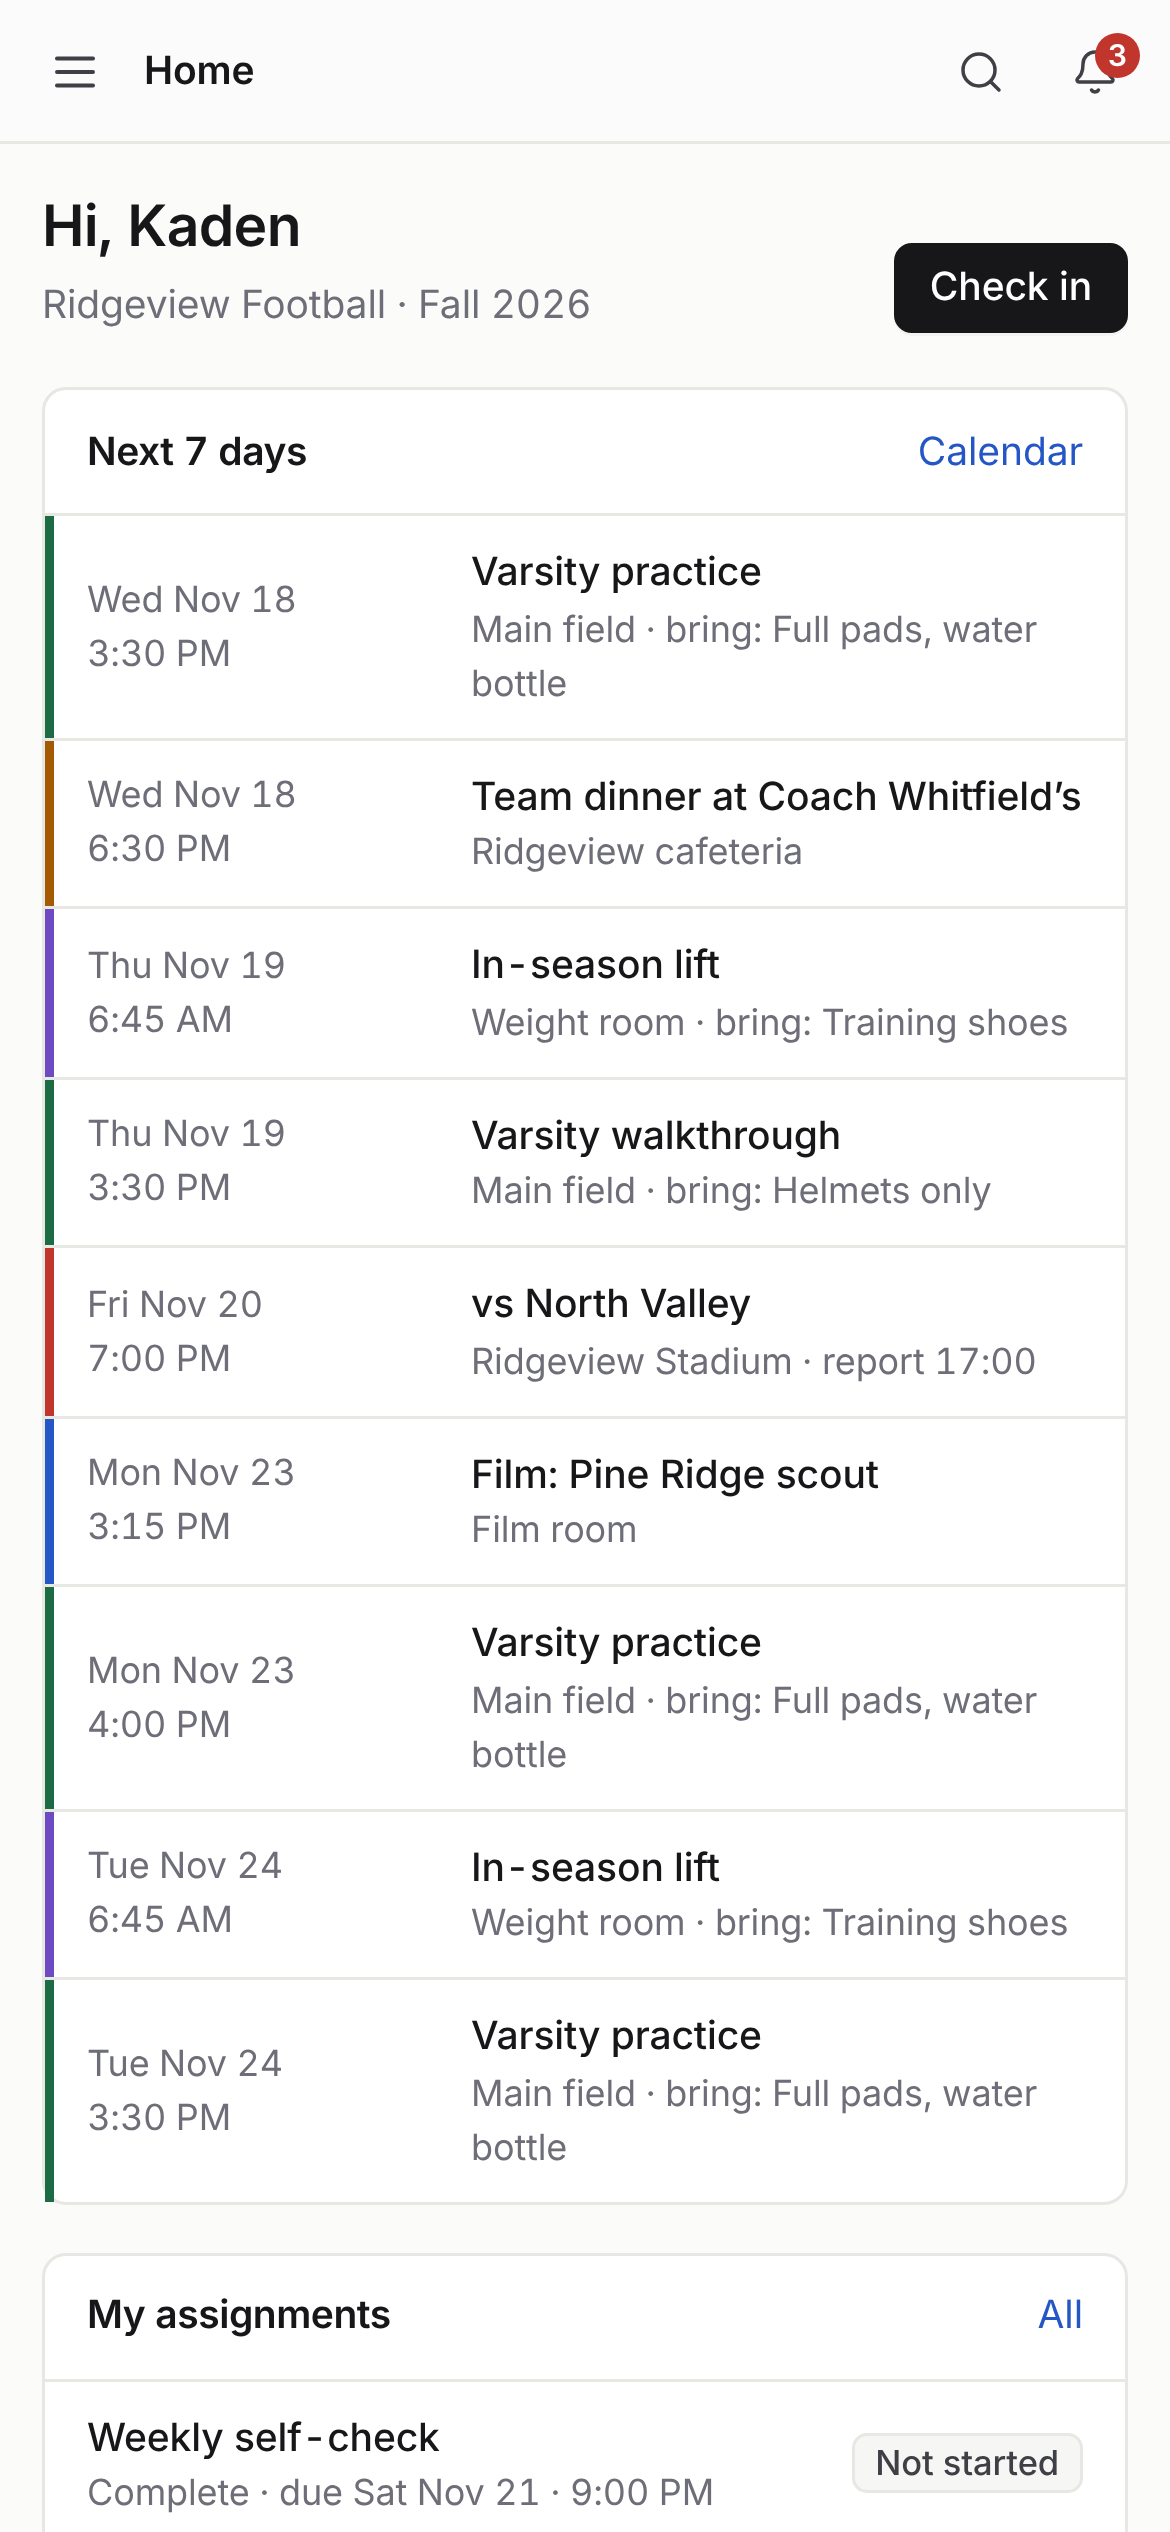 Home
3
Hi, Kaden
Ridgeview Football · Fall 2026
Check in
Next 7 days
Calendar
Wed Nov 18
3:30 PM
Varsity practice
Main field · bring: Full pads, water
bottle
Wed Nov 18
6:30 PM
Team dinner at Coach Whitfield’s
Ridgeview cafeteria
Thu Nov 19
6:45 AM
In-season lift
Weight room · bring: Training shoes
Thu Nov 19
3:30 PM
Varsity walkthrough
Main field · bring: Helmets only
Fri Nov 20
7:00 PM
vs North Valley
Ridgeview Stadium · report 17:00
Mon Nov 23
3:15 PM
Film: Pine Ridge scout
Film room
Mon Nov 23
4:00 PM
Varsity practice
Main field · bring: Full pads, water
bottle
Tue Nov 24
6:45 AM
In-season lift
Weight room · bring: Training shoes
Tue Nov 24
3:30 PM
Varsity practice
Main field · bring: Full pads, water
bottle
My assignments
All
Weekly self-check
Complete · due Sat Nov 21 · 9:00 PM
Not started